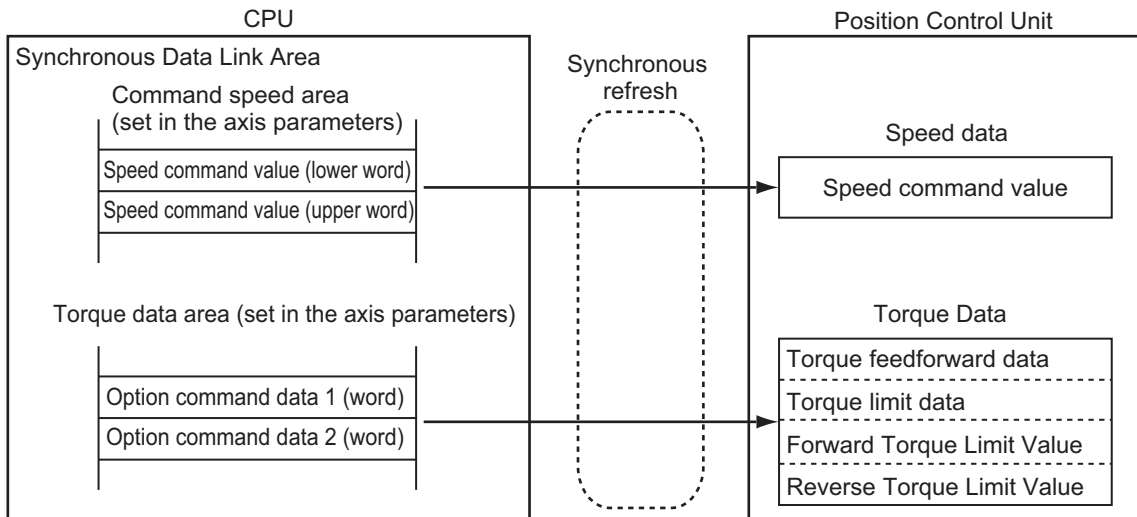 CPU
Position Control Unit
Synchronous Data Link Area
Command speed area
(set in the axis parameters)
Speed command value (lower word)
Speed command value (upper word)
Synchronous
refresh
Speed data
Speed command value
Torque data area (set in the axis parameters)
Option command data 1 (word)
Option command data 2 (word)
Torque Data
Torque feedforward data
Torque limit data
Forward Torque Limit Value
Reverse Torque Limit Value